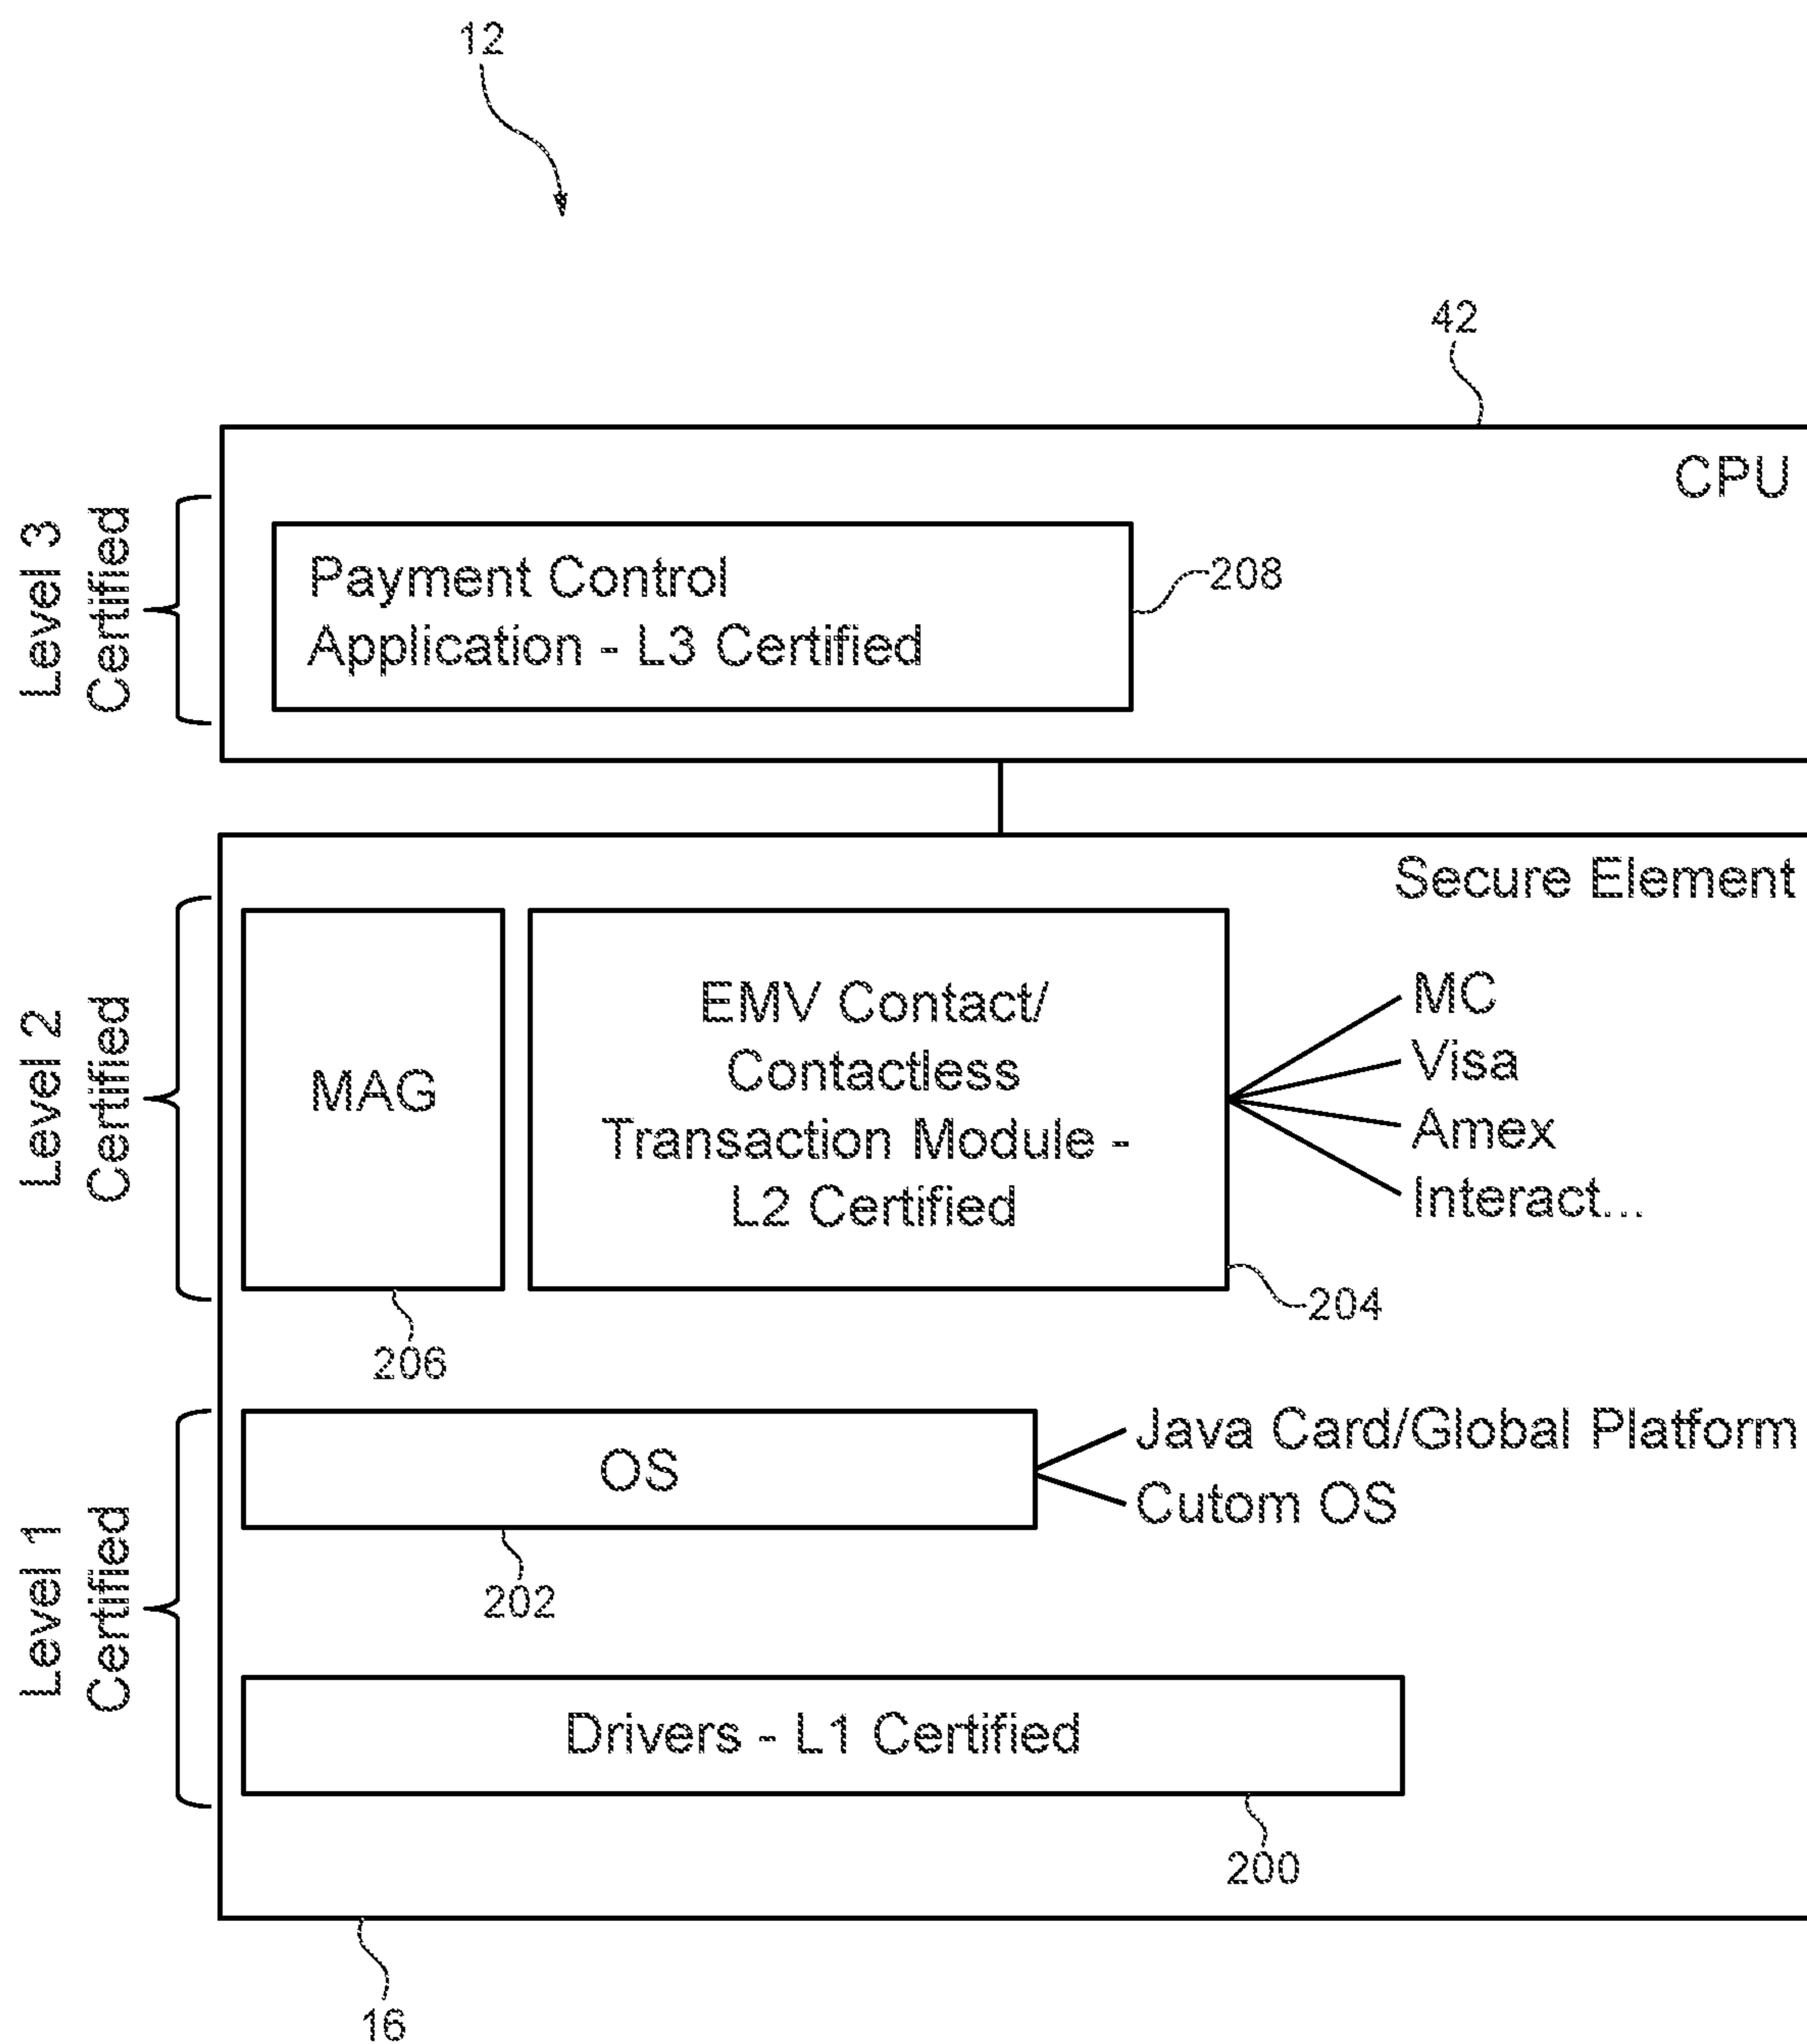 12
42
CPU
Level 3
Certified
Payment Control
Application - L3 Certified
208
Secure Element
Level 2
Certified
MAG
EMV Contact/
Contactless
Transaction Module -
L2 Certified
MC
Visa
Amex
Interact...
204
206
Level 1
Certified
OS
Java Card/Global Platform
Cutom OS
202
Drivers - L1 Certified
200
16